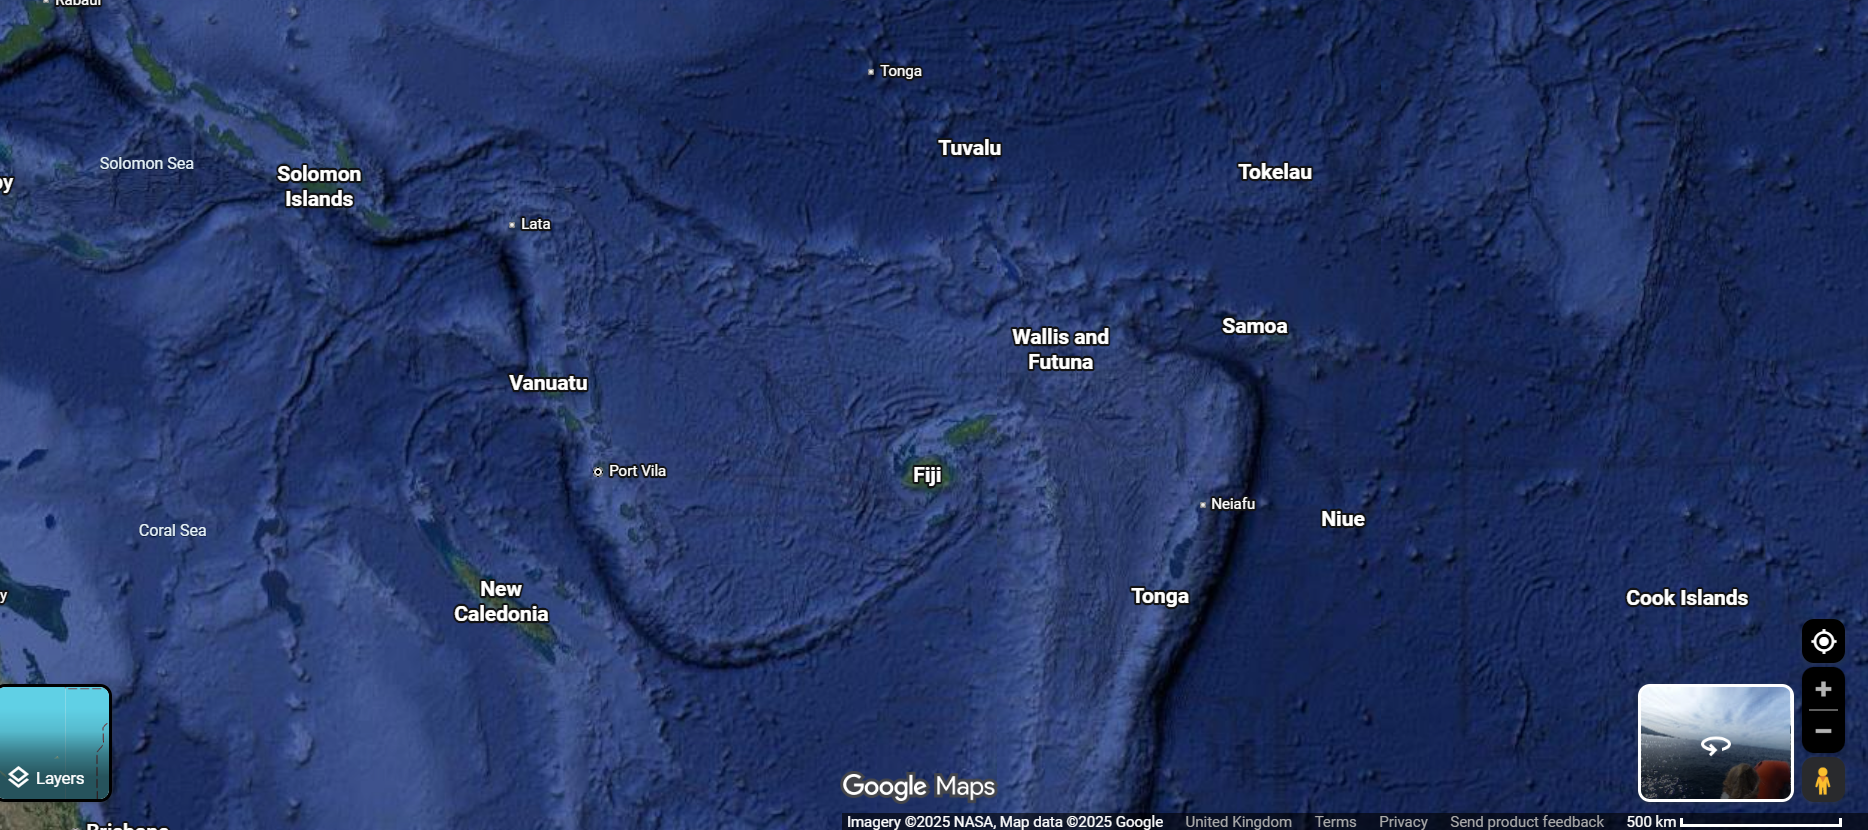 Rabaul
Tonga
Tuvalu
Tokelau
Solomon Sea
Solomon
Islands
Lata
Samoa
Wallis and
Futuna
Vanuatu
Port Vila
Fiji
Neiafu
Niue
Coral Sea
New
Caledonia
Tonga
Cook Islands
Layers
Google Maps
Brisbane
Imagery ©2025 NASA, Map data ©2025 Google United Kingdom Terms Privacy Send product feedback 500 km